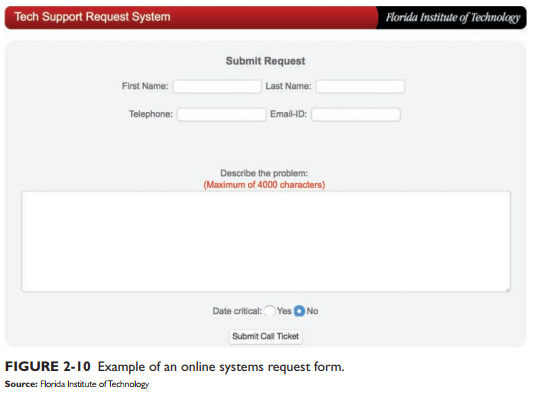 Tech Support Request System
Florida Institute of Technology
Submit Request
First Name: Last Name:
Telephone: Email-ID:
Describe the problem:
(Maximum of 4000 characters)
Date critical: Yes No
Submit Call Ticket
FIGURE 2-10 Example of an online systems request form.
Source: Florida Institute of Technology